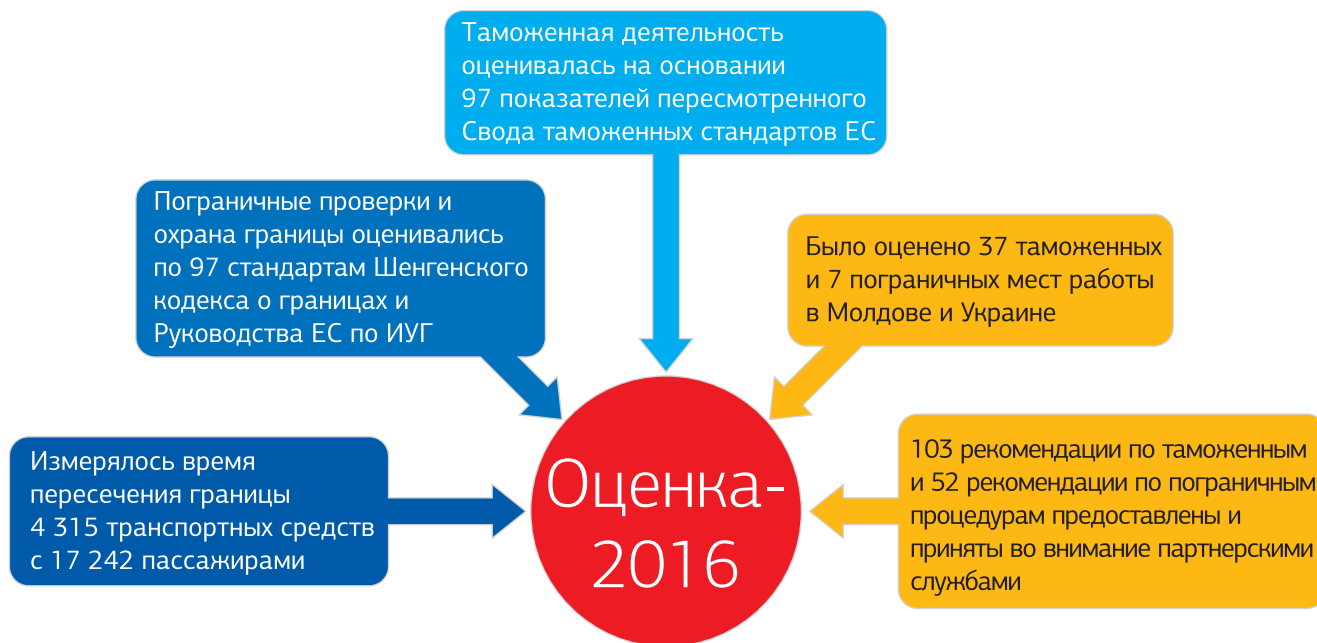 Таможенная деятельность
оценивалась на основании
97 показателей пересмотренного
Свода таможенных стандартов ЕС
Пограничные проверки и
охрана границы оценивались
по 97 стандартам Шенгенского
кодекса о границах и
Руководства ЕС по ИУГ
Было оценено 37 таможенных
и 7 пограничных мест работы
в Молдове и Украине
Измерялось время
пересечения границы
4 315 транспортных средств
с 17 242 пассажирами
Оценка-
2016
103 рекомендации по таможенным
и 52 рекомендации по пограничным
процедурам предоставлены и
приняты во внимание партнерскими
службами